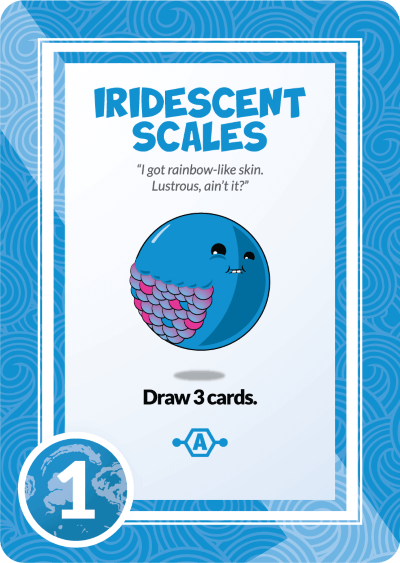 IRIDESCENT
SCALES
“I got rainbow-like skin.
Lustrous, ain’t it?”
Draw 3 cards.
A
1